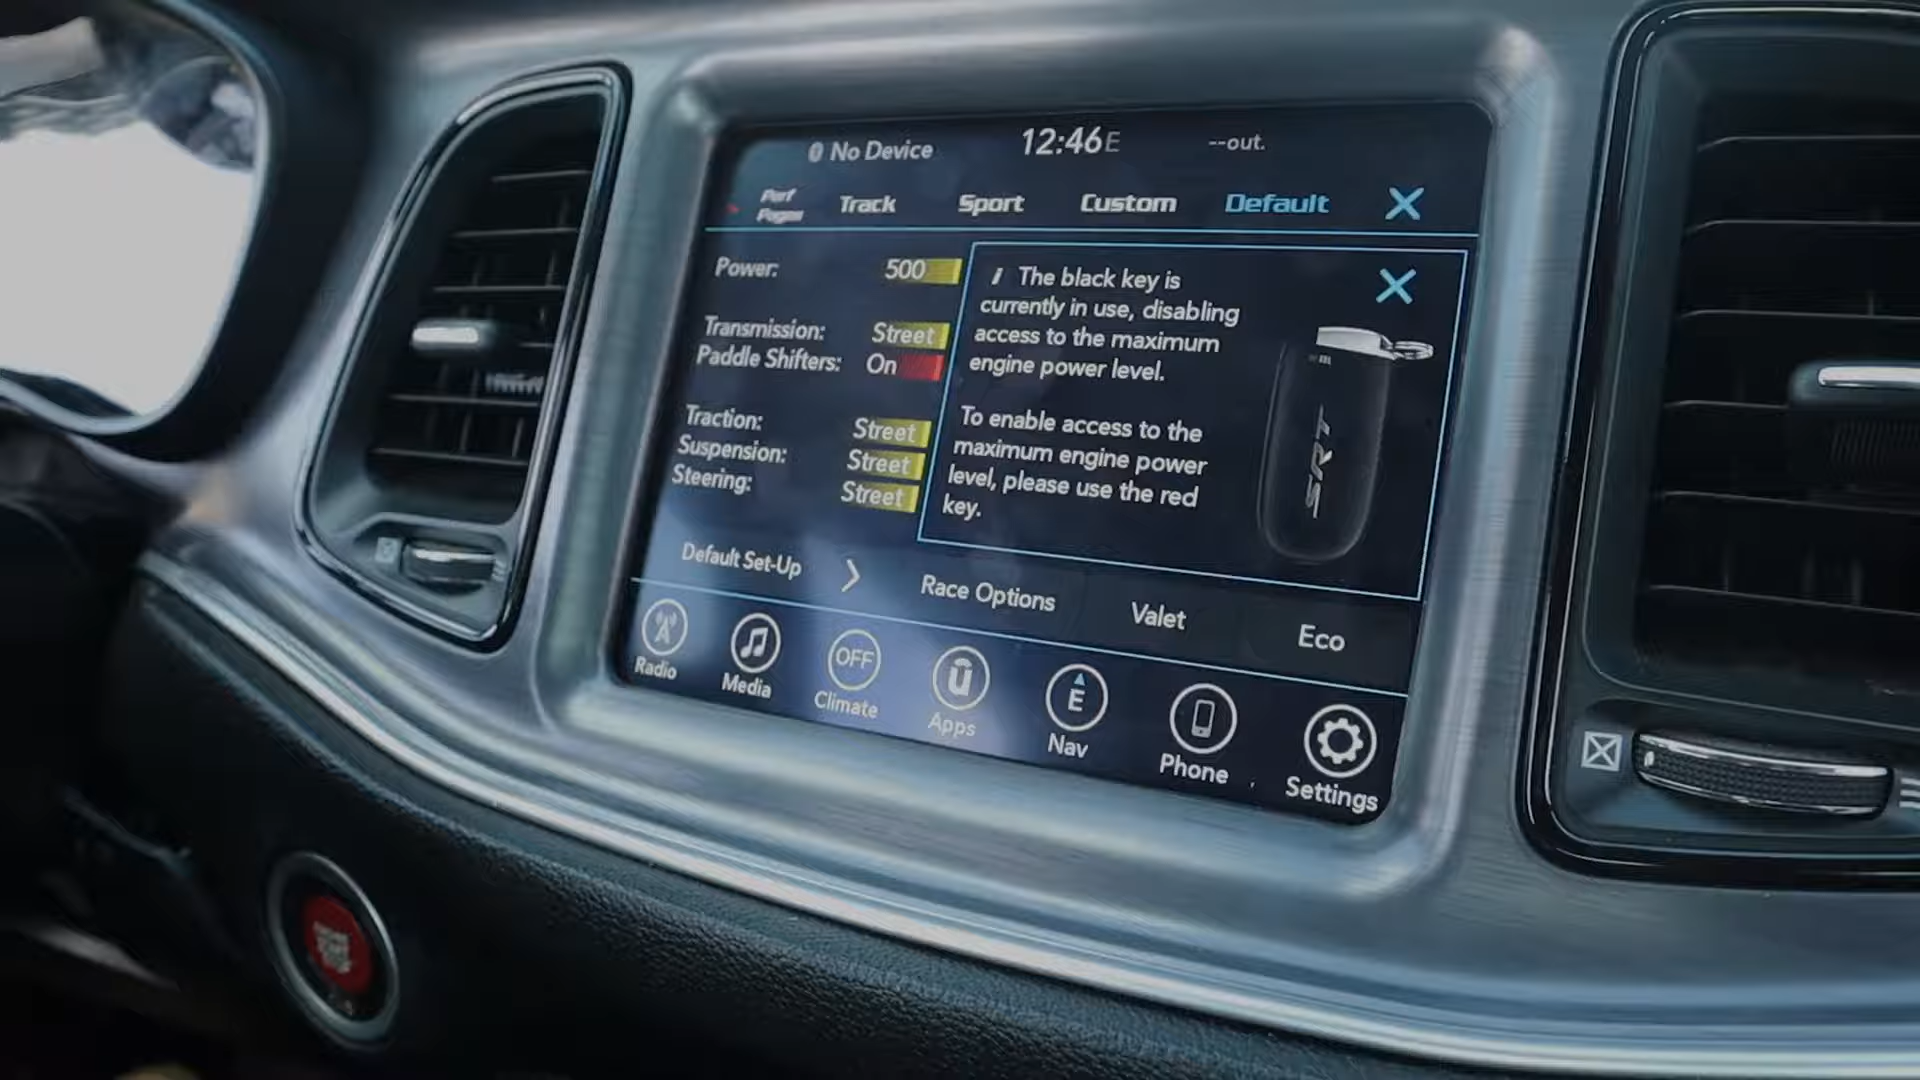 No Device
12:46 E
--out.
Perf
Pages
Track
Sport
Custom
Default
Power: 500
Transmission: Street
Paddle Shifters: On
Traction: Street
Suspension: Street
Steering: Street
i The black key is
currently in use, disabling
access to the maximum
engine power level.
To enable access to the
maximum engine power
level, please use the red
key.
SRT
Default Set-Up
Race Options
Valet
Eco
Radio
Media
OFF
Climate
Apps
E
Nav
Phone
Settings